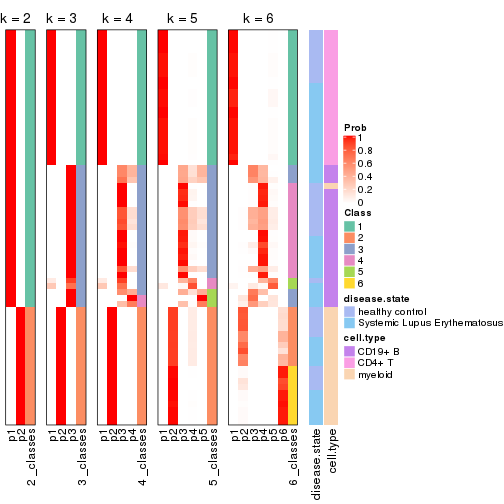 k = 2 k = 3 k = 4 k = 5 k = 6
p1 p2 2_classes p1 p2 p3 3_classes p1 p2 p3 p4 4_classes p1 p2 p3 p4 p5 5_classes p1 p2 p3 p4 p5 p6 6_classes disease.state cell.type
Prob
1
0.8
0.6
0.4
0.2
0
Class
1
2
3
4
5
6
disease.state
healthy control
Systemic Lupus Erythematosus
cell.type
CD19+ B
CD4+ T
myeloid